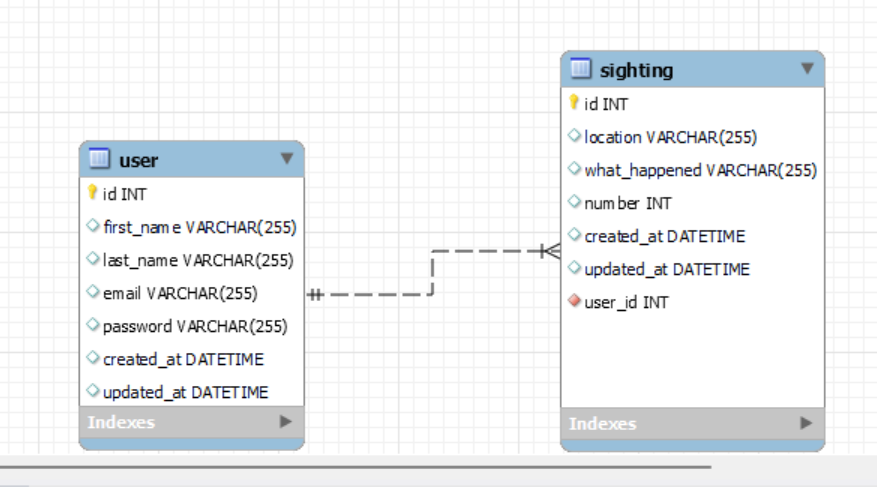 user
id INT
first_name VARCHAR(255)
last_name VARCHAR(255)
email VARCHAR(255)
password VARCHAR(255)
created_at DATETIME
updated_at DATETIME
Indexes
sighting
id INT
location VARCHAR(255)
what_happened VARCHAR(255)
number INT
created_at DATETIME
updated_at DATETIME
user_id INT
Indexes